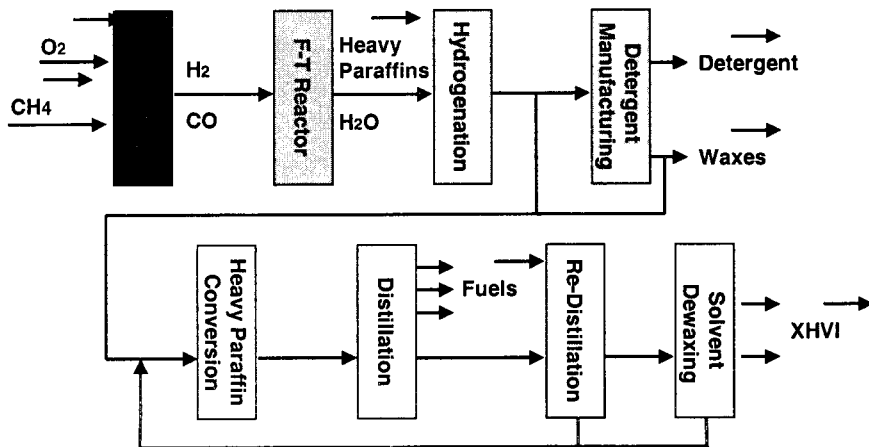 O2
CH4
H2
CO
F-T Reactor
Heavy
Paraffins
H2O
Hydrogenation
Detergent
Manufacturing
Detergent
Waxes
Heavy Paraffin
Conversion
Distillation
Fuels
Re-Distillation
Solvent
Dewaxing
XHVI